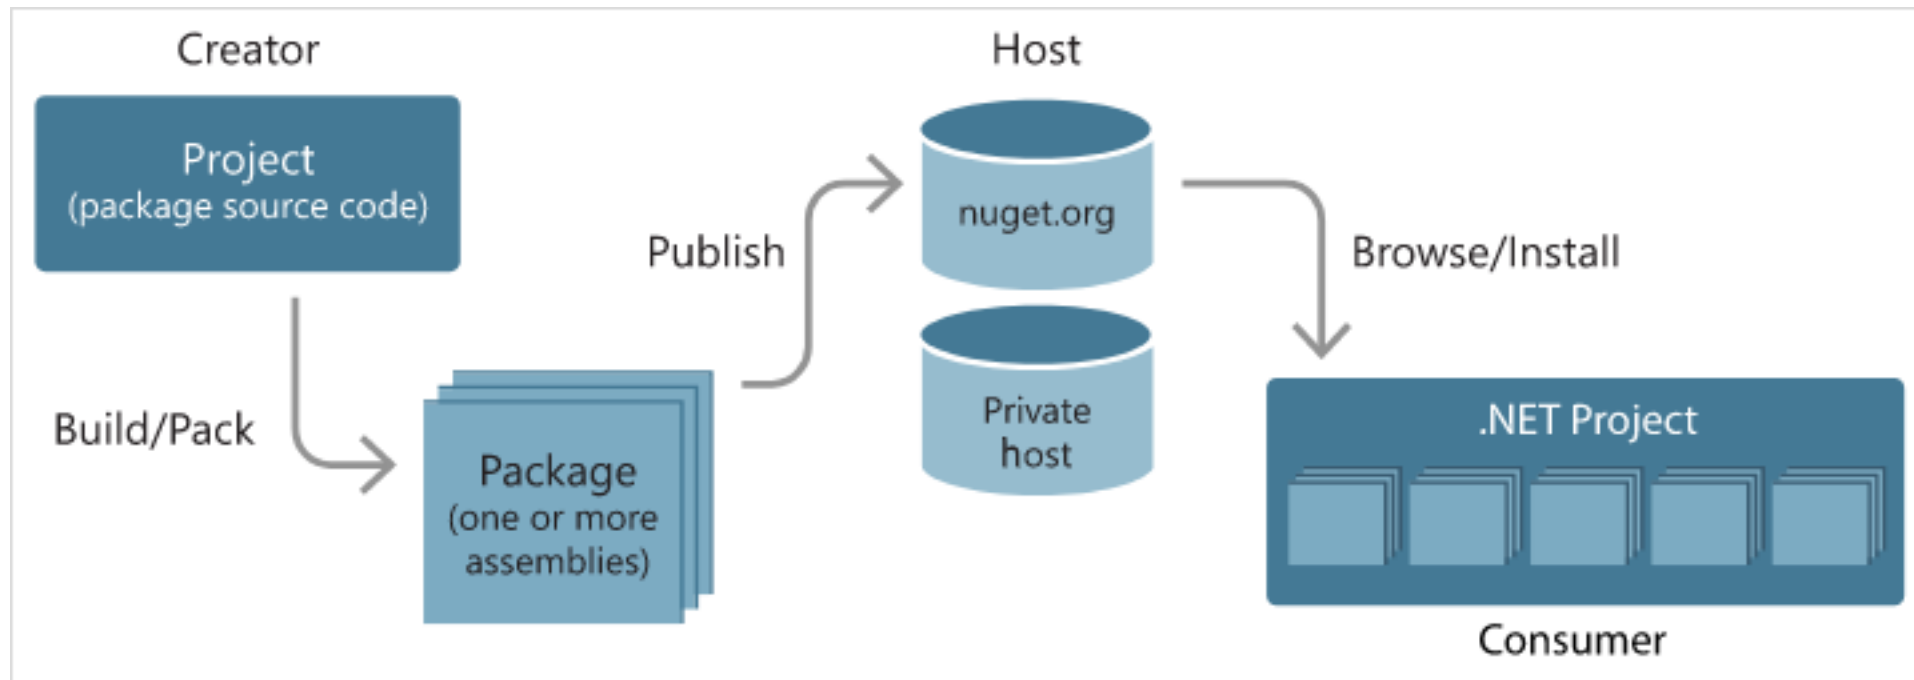 Creator
Project
(package source code)
Build/Pack
Package
(one or more
assemblies)
Publish
Host
nuget.org
Private
host
Browse/Install
.NET Project
Consumer